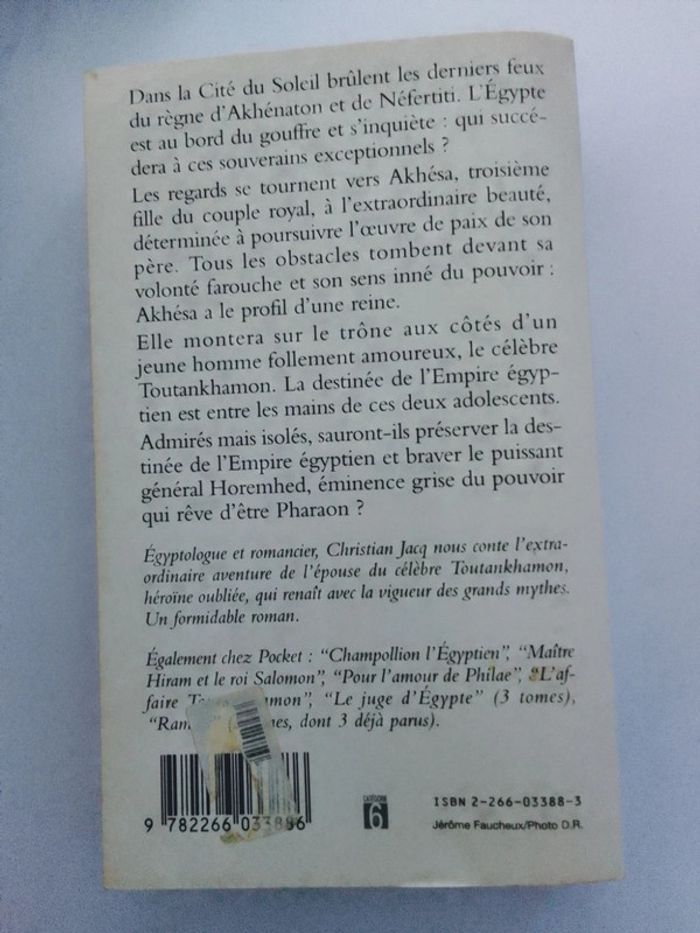 Dans la Cité du Soleil brûlent les derniers feux
du règne d'Akhénaton et de Néfertiti. L'Égypte
est au bord du gouffre et s'inquiète : qui succé-
dera à ces souverains exceptionnels ?
Les regards se tournent vers Akhésa, troisième
fille du couple royal, à l'extraordinaire beauté,
déterminée à poursuivre l'œuvre de paix de son
père. Tous les obstacles tombent devant sa
volonté farouche et son sens inné du pouvoir :
Akhésa a le profil d'une reine.
Elle montera sur le trône aux côtés d'un
jeune homme follement amoureux, le célèbre
Toutankhamon. La destinée de l'Empire égyp-
tien est entre les mains de ces deux adolescents.
Admirés mais isolés, sauront-ils préserver la des-
tinée de l'Empire égyptien et braver le puissant
général Horemhed, éminence grise du pouvoir
qui rêve d'être Pharaon ?
Égyptologue et romancier, Christian Jacq nous conte l'extra-
ordinaire aventure de l'épouse du célèbre Toutankhamon,
héroïne oubliée, qui renaît avec la vigueur des grands mythes.
Un formidable roman.
Également chez Pocket : "Champollion l'Égyptien", "Maître
Hiram et le roi Salomon", "Pour l'amour de Philae", "L'af-
faire", "Le juge d'Égypte" (3 tomes),
dont 3 déjà parus).
CATÉGORIE
6
ISBN 2-266-03388-3
9 782266 033886
Jérôme Faucheux/Photo D.R.